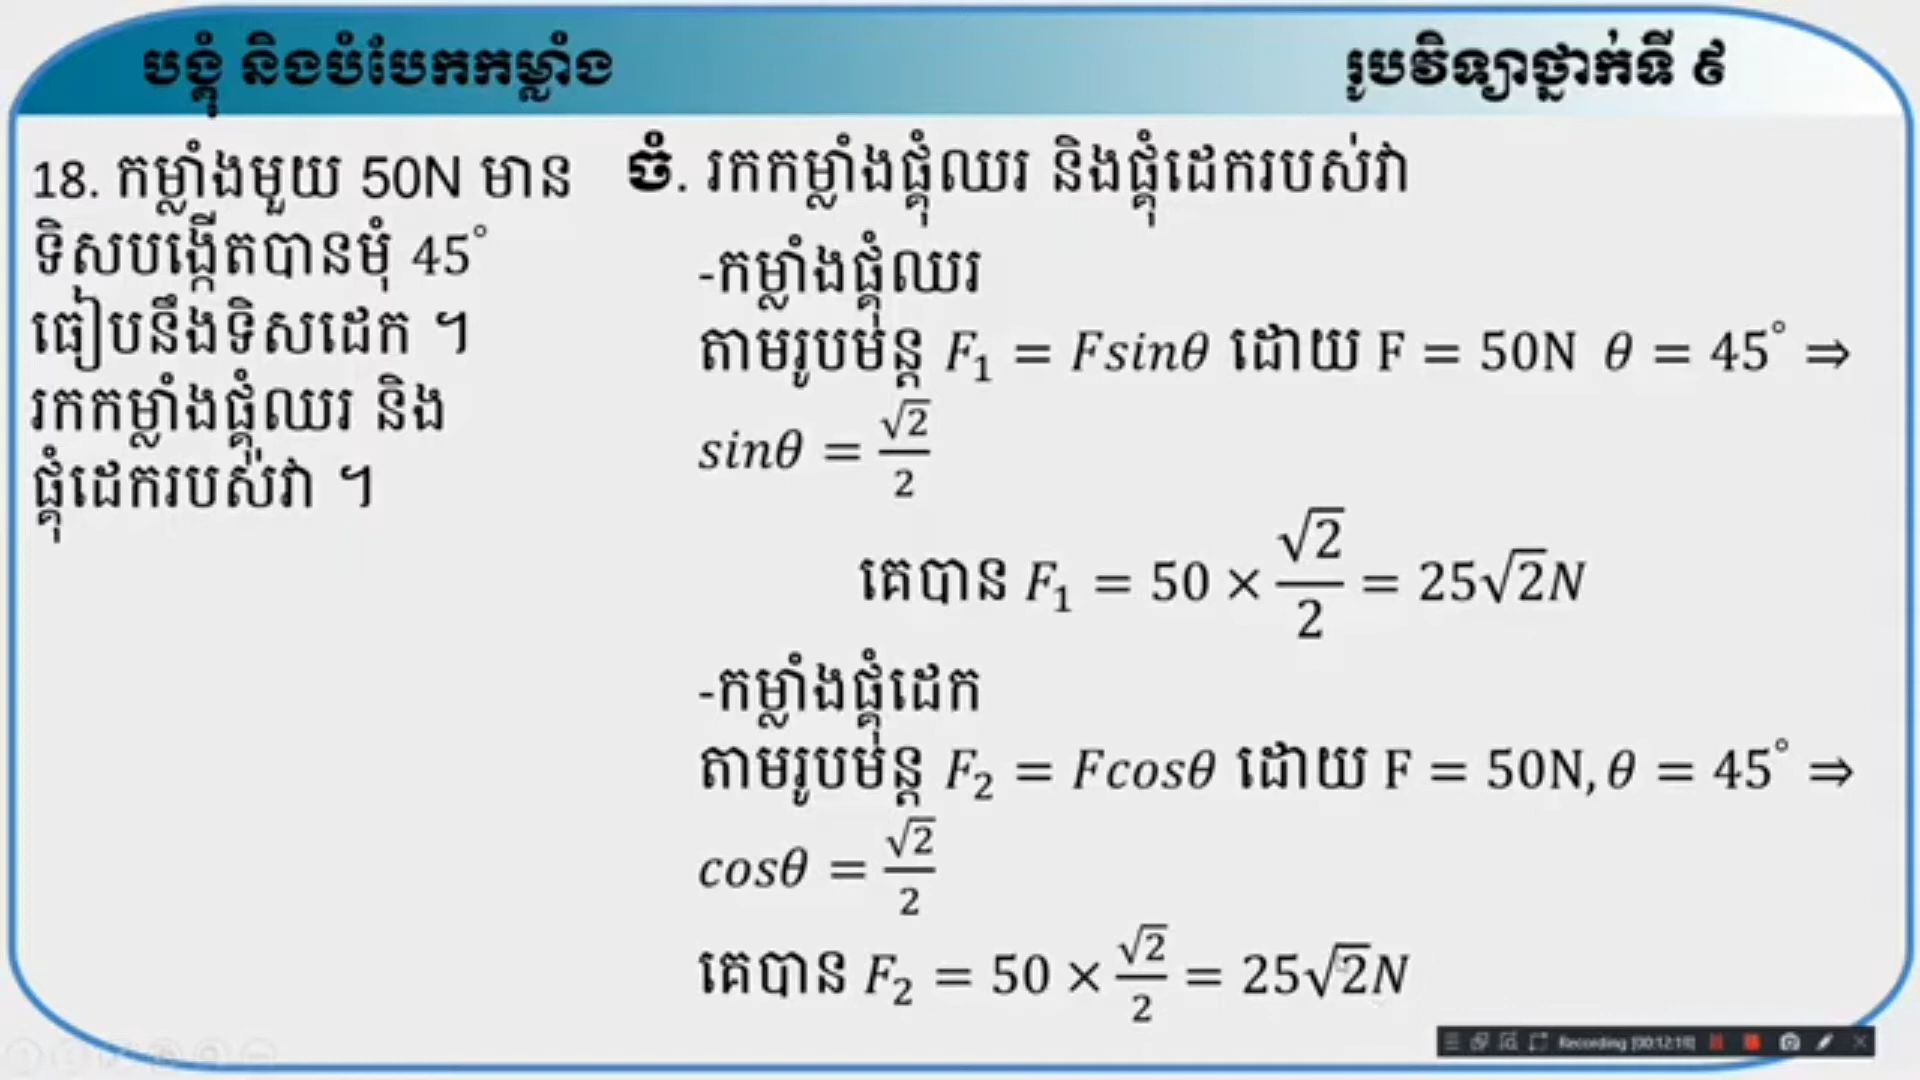 បង្គុំ និងបំបែកកម្លាំង
រូបវិទ្យាថ្នាក់ទី ៩
18. កម្លាំងមួយ 50N មាន
ទិសបង្កើតបានមុំ 45°
ធៀបនឹងទិសដេក ។
រកកម្លាំងផ្គុំឈរ និង
ផ្គុំដេករបស់វា ។
ចំ. រកកម្លាំងផ្គុំឈរ និងផ្គុំដេករបស់វា
-កម្លាំងផ្គុំឈរ
តាមរូបមន្ត F₁ = Fsinθ ដោយ F = 50N θ = 45° ⇒
sinθ = √2/2
គេបាន F₁ = 50 × √2/2 = 25√2N
-កម្លាំងផ្គុំដេក
តាមរូបមន្ត F₂ = Fcosθ ដោយ F = 50N, θ = 45° ⇒
cosθ = √2/2
គេបាន F₂ = 50 × √2/2 = 25√2N
Recording [00:12:18]